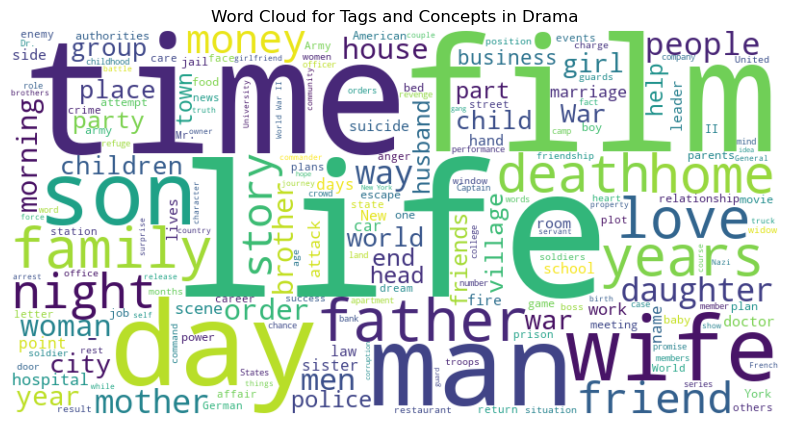 Word Cloud for Tags and Concepts in Drama
enemy authorities
Dr. childhood battle
side group
role brothers
crime
morning place
attempt army
party
refuge
time film
money
care face
jail food news
town
Mr. owner
women girlfriend
Army officer
community
University
World War II
truth
American couple
house
position events charge
business girl
guards orders revenge
part marriage
street fact
suicide child War
hand camp boy
gang performance
husband
people
company United
help leader
II mind idea
parents General
friendship
son life
children
story brother
commander hope
plans journey
anger
days crowd
New York
New
state
age
land
attack
way
escape
one
car world
end head
window Captain
words
friends village
college
school
number
servant
room
soldiers
fire
deathhome
love
heart property
relationship movie
plot
truck widow
Nazi
course
years
daughter
family
station
force word
surprise
lives
country
character
arrest office
release
months
night
letter job self
career success
apartment
dream
scene order
woman
point
soldier rest
power
chance
bank
city
door
command
while
hospital
year
result
mother
day
States
things
affair
German
sister
law
men
police
corruption
guard
father
man
troops
prison
restaurant
war
game boss
work
meeting
return situation
birth
name
case
baby
member
plan
promise
show
doctor
members
World
series
French
York
others
wife
friend